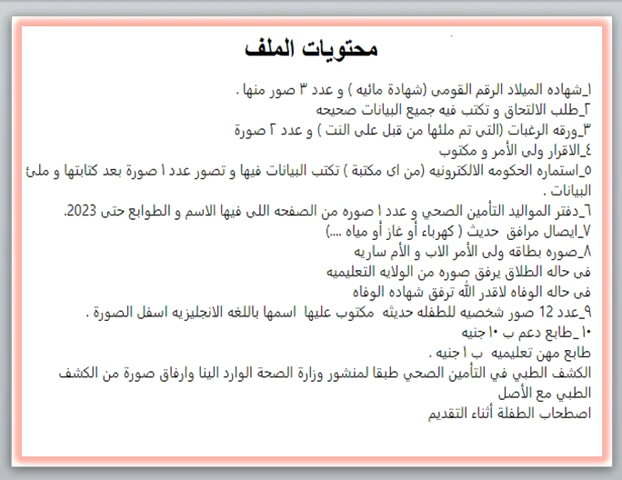 محتويات الملف
١_شهاده الميلاد الرقم القومى (شهادة مائيه ) و عدد ٣ صور منها .
٢_طلب الالتحاق و تكتب فيه جميع البيانات صحيحه
٣_ورقه الرغبات (التى تم ملئها من قبل على النت ) و عدد ٢ صورة
٤_الاقرار ولى الأمر و مكتوب
٥_استماره الحكومه الالكترونيه (من اى مكتبة ) تكتب البيانات فيها و تصور عدد ١ صورة بعد كتابتها و ملئ
البيانات .
٦_دفتر المواليد التأمين الصحي و عدد ١ صوره من الصفحه اللى فيها الاسم و الطوابع حتى 2023.
٧_ايصال مرافق حديث ( كهرباء أو غاز أو مياه ....)
٨_صوره بطاقه ولى الأمر الاب و الأم ساريه
فى حاله الطلاق يرفق صوره من الولايه التعليميه
فى حاله الوفاه لاقدر الله ترفق شهاده الوفاه
٩_عدد 12 صور شخصيه للطفله حديثه مكتوب عليها اسمها باللغه الانجليزيه اسفل الصورة .
١٠_طابع دعم ب ١٠جنيه
طابع مهن تعليميه ب ١جنيه .
الكشف الطبي في التأمين الصحي طبقا لمنشور وزارة الصحة الوارد الينا وارفاق صورة من الكشف
الطبي مع الأصل
اصطحاب الطفلة أثناء التقديم